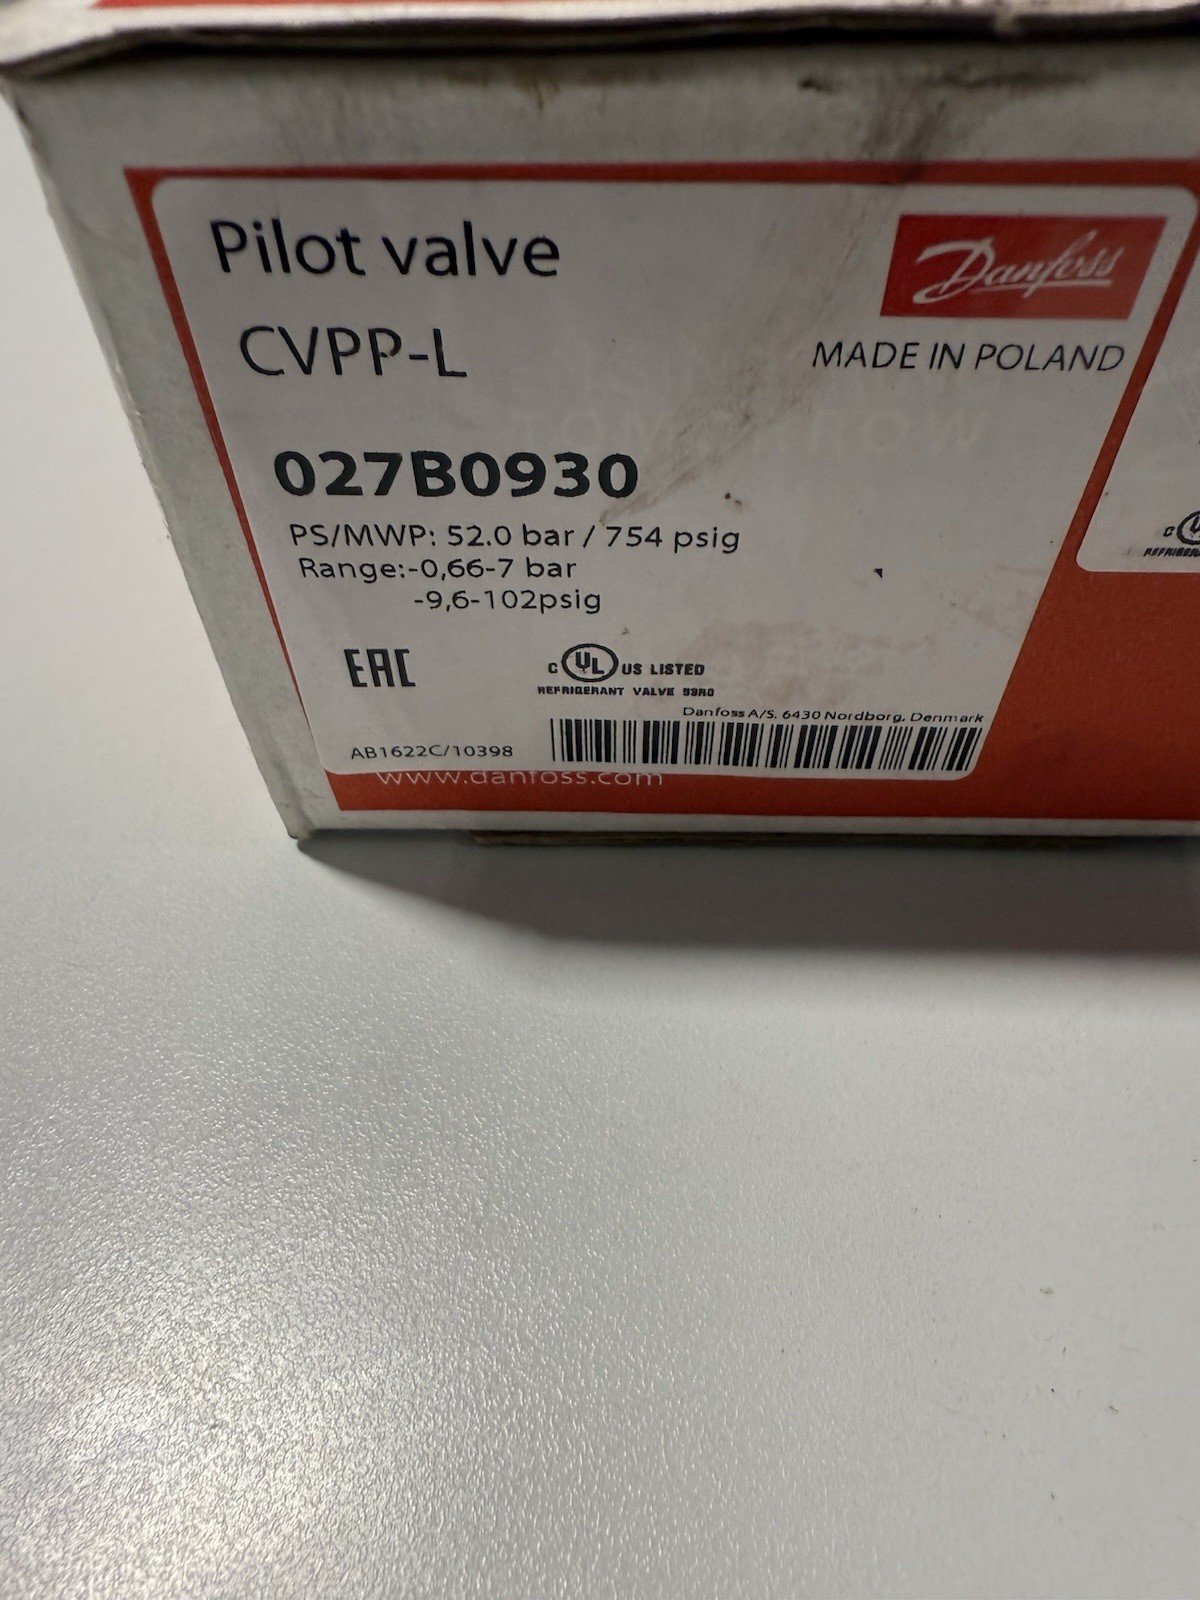 Pilot valve
Danfoss
CVPP-L
MADE IN POLAND
TOMORROW
027B0930
PS/MWP: 52.0 bar / 754 psig
Range:-0,66-7 bar
-9,6-102psig
EAC
C UL US LISTED
REFRIGERANT VALVE 93R0
Danfoss A/S. 6430 Nordborg, Denmark
AB1622C/10398
www.danfoss.com